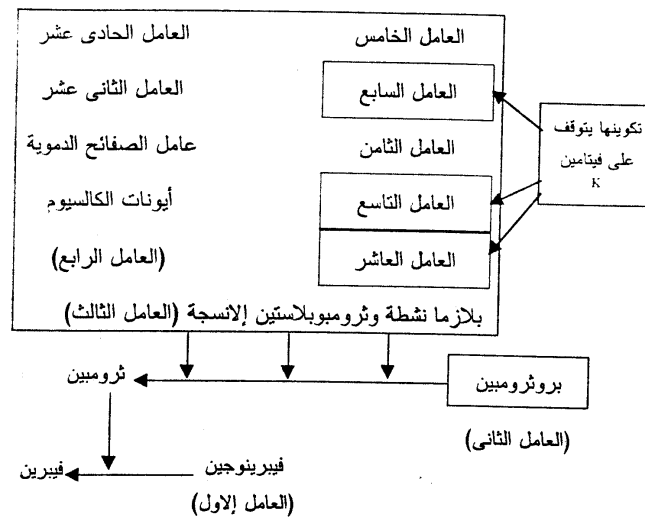 العامل الخامس
العامل الحادى عشر
العامل السابع
العامل الثانى عشر
العامل الثامن
عامل الصفائح الدموية
العامل التاسع
أيونات الكالسيوم
العامل العاشر
(العامل الرابع)
بلازما نشطة وثرومبوبلاستين إلانسجة (العامل الثالث)
تكوينها يتوقف
على فيتامين
K
بروثرومبين
ثرومبين
(العامل الثانى)
فيبرينوجين
فيبرين
(العامل إلاول)